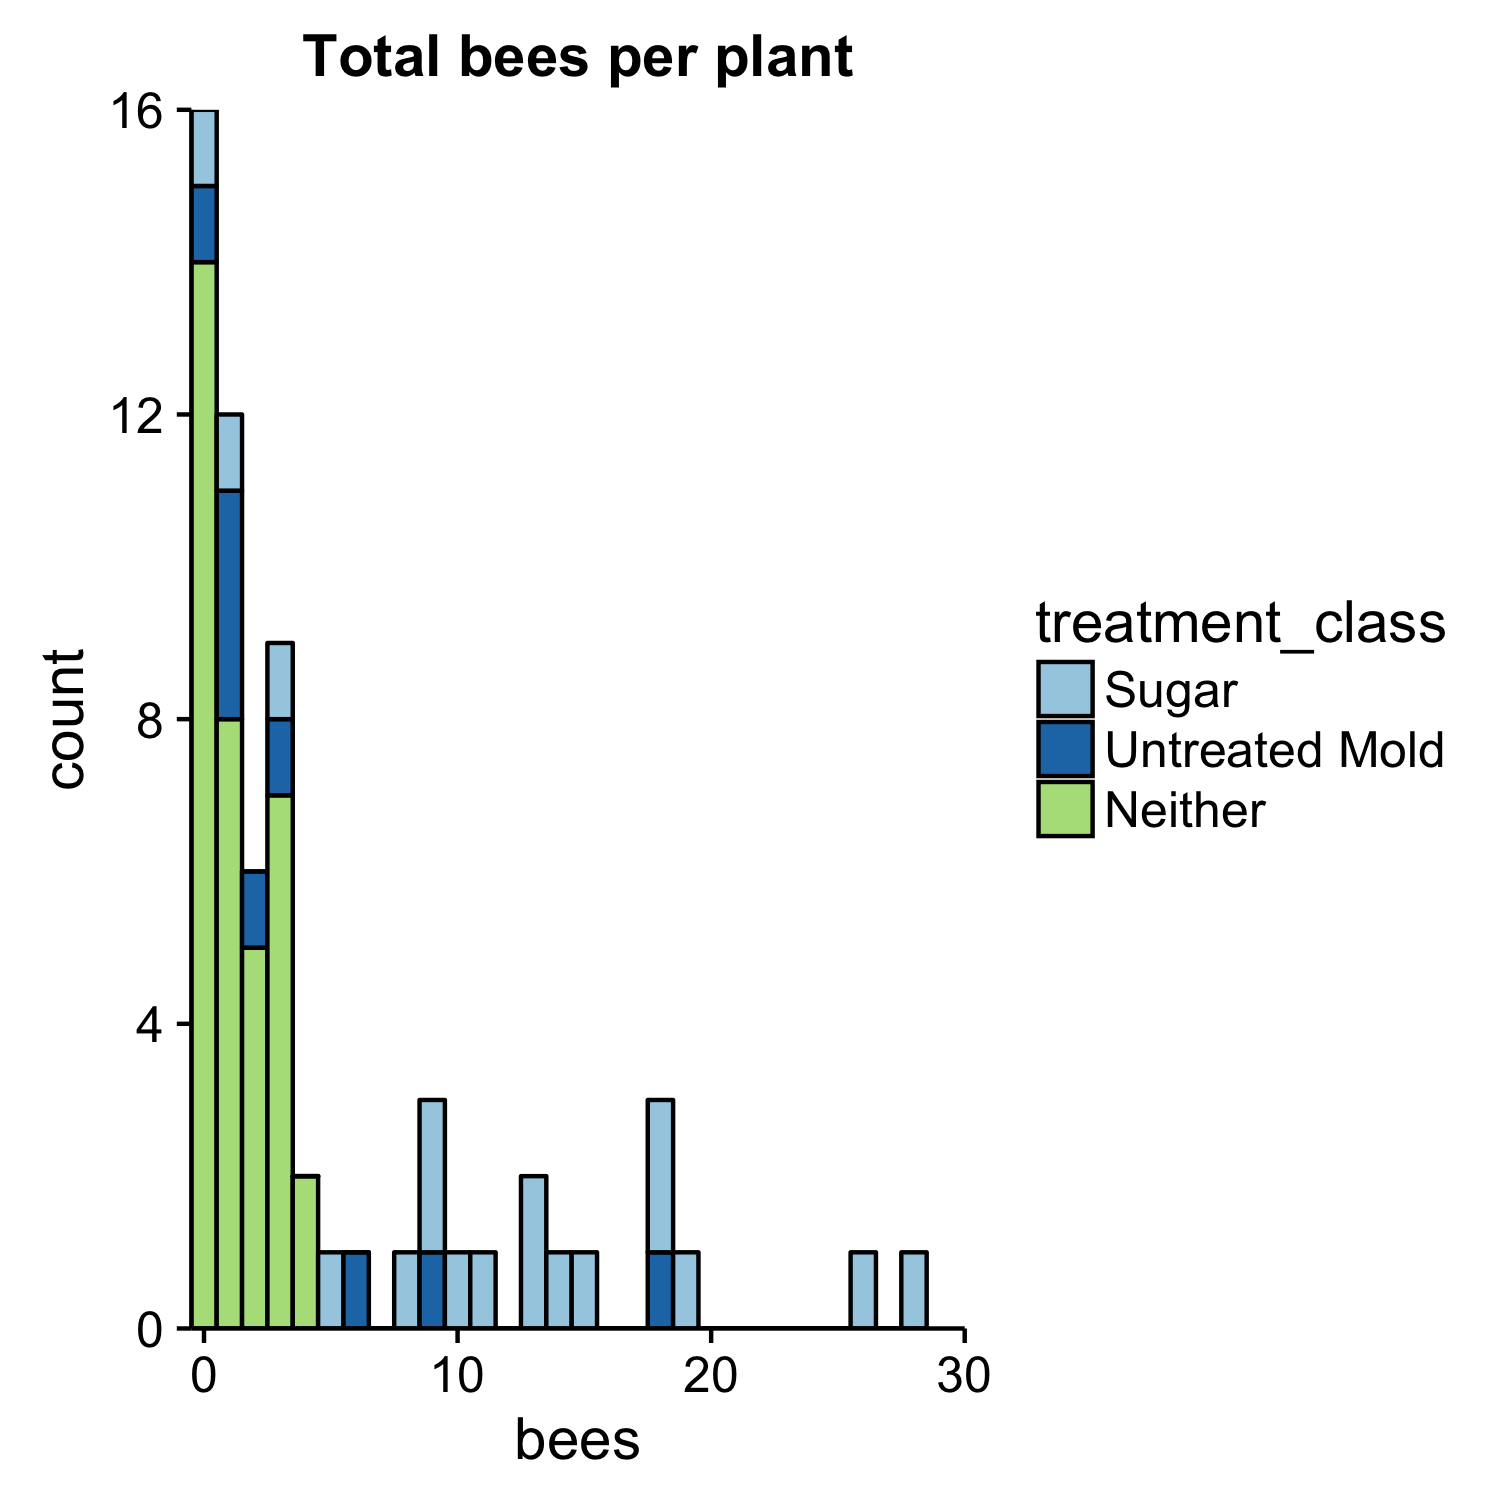 Total bees per plant
16
12
8
4
0
count
0 10 20 30
bees
treatment_class
Sugar
Untreated Mold
Neither